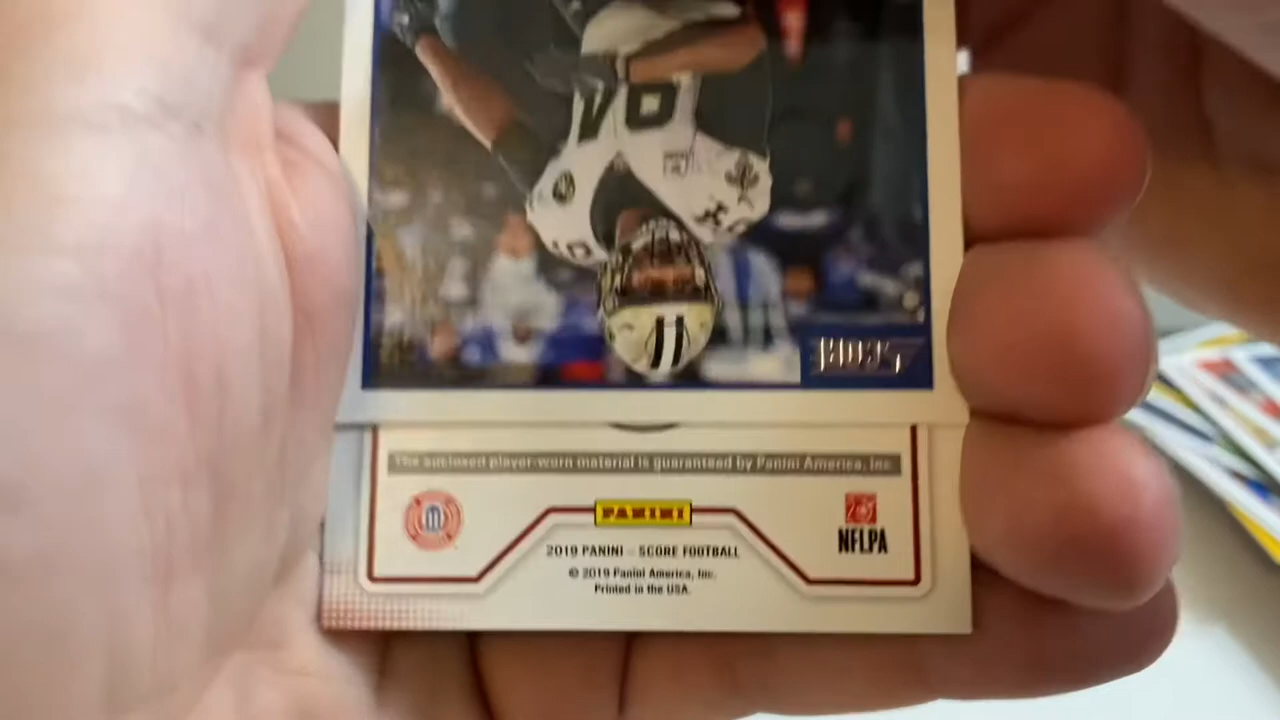 94
The enclosed player-worn material is guaranteed by Panini America, Inc.
PANINI
2019 PANINI - SCORE FOOTBALL
© 2019 Panini America, Inc.
Printed in the USA.
NFLPA